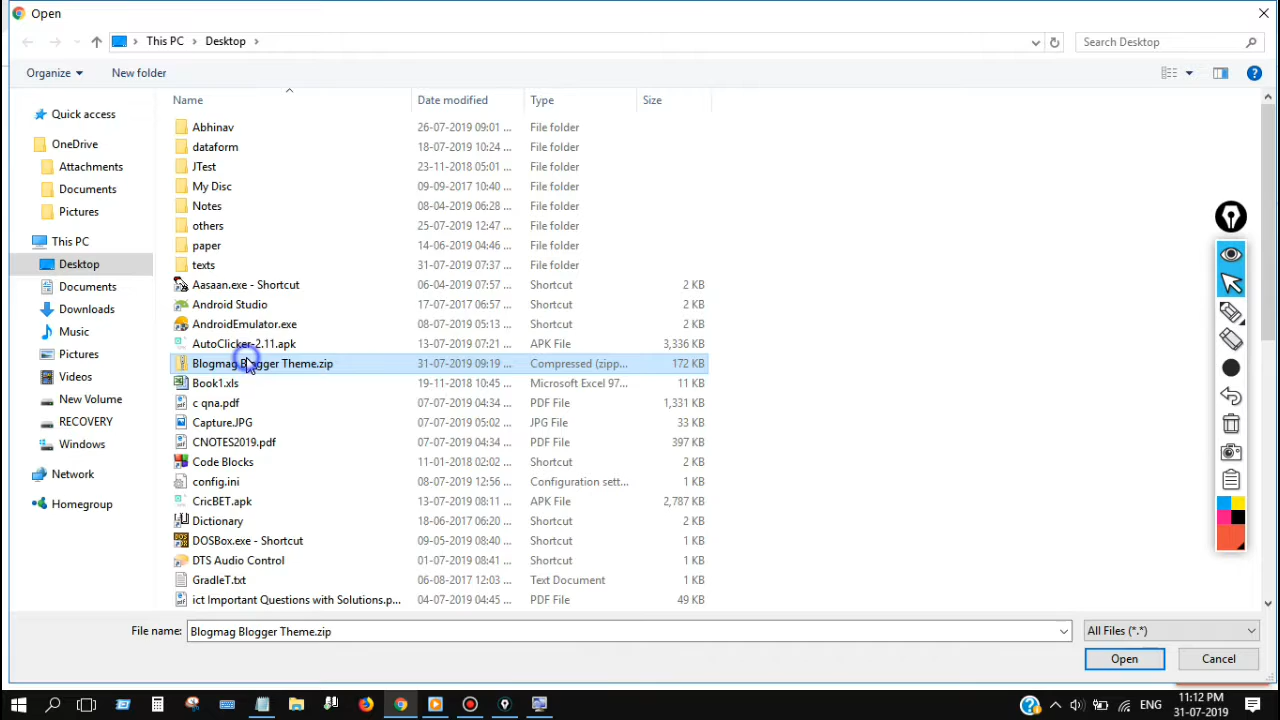 Open
This PC
Desktop
Search Desktop
Organize
New folder
Name
Date modified
Type
Size
Quick access
OneDrive
Attachments
Documents
Pictures
This PC
Desktop
Documents
Downloads
Music
Pictures
Videos
New Volume
RECOVERY
Windows
Network
Homegroup
Abhinav 26-07-2019 09:01 ... File folder
dataform 18-07-2019 10:24 ... File folder
JTest 23-11-2018 05:01 ... File folder
My Disc 09-09-2017 10:40 ... File folder
Notes 08-04-2019 06:28 ... File folder
others 25-07-2019 12:47 ... File folder
paper 14-06-2019 04:46 ... File folder
texts 31-07-2019 07:37 ... File folder
Aasaan.exe - Shortcut 06-04-2019 07:57 ... Shortcut 2 KB
Android Studio 17-07-2017 06:57 ... Shortcut 2 KB
AndroidEmulator.exe 08-07-2019 05:13 ... Shortcut 2 KB
AutoClicker-2.11.apk 13-07-2019 07:21 ... APK File 3,336 KB
Blogmag Blogger Theme.zip 31-07-2019 09:19 ... Compressed (zipp... 172 KB
Book1.xls 19-11-2018 10:45 ... Microsoft Excel 97... 11 KB
c qna.pdf 07-07-2019 04:34 ... PDF File 1,331 KB
Capture.JPG 07-07-2019 05:02 ... JPG File 33 KB
CNOTES2019.pdf 07-07-2019 04:34 ... PDF File 397 KB
Code Blocks 11-01-2018 02:02 ... Shortcut 2 KB
config.ini 08-07-2019 12:56 ... Configuration sett... 1 KB
CricBET.apk 13-07-2019 08:11 ... APK File 2,787 KB
Dictionary 18-06-2017 06:20 ... Shortcut 2 KB
DOSBox.exe - Shortcut 09-05-2019 08:40 ... Shortcut 1 KB
DTS Audio Control 01-07-2019 08:41 ... Shortcut 1 KB
GradleT.txt 06-08-2017 12:03 ... Text Document 1 KB
ict Important Questions with Solutions.p... 04-07-2019 04:45 ... PDF File 49 KB
File name: Blogmag Blogger Theme.zip
All Files (*.*)
Open
Cancel
ENG
11:12 PM
31-07-2019